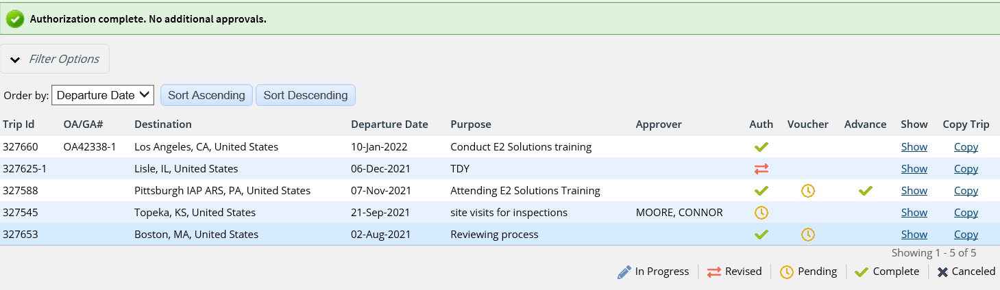 Authorization complete. No additional approvals.
Filter Options
Order by: Departure Date Sort Ascending Sort Descending
Trip Id OA/GA# Destination Departure Date Purpose Approver Auth Voucher Advance Show Copy Trip
327660 OA42338-1 Los Angeles, CA, United States 10-Jan-2022 Conduct E2 Solutions training Show Copy
327625-1 Lisle, IL, United States 06-Dec-2021 TDY Show Copy
327588 Pittsburgh IAP ARS, PA, United States 07-Nov-2021 Attending E2 Solutions Training Show Copy
327545 Topeka, KS, United States 21-Sep-2021 site visits for inspections MOORE, CONNOR Show Copy
327653 Boston, MA, United States 02-Aug-2021 Reviewing process Show Copy
Showing 1 - 5 of 5
In Progress Revised Pending Complete Canceled